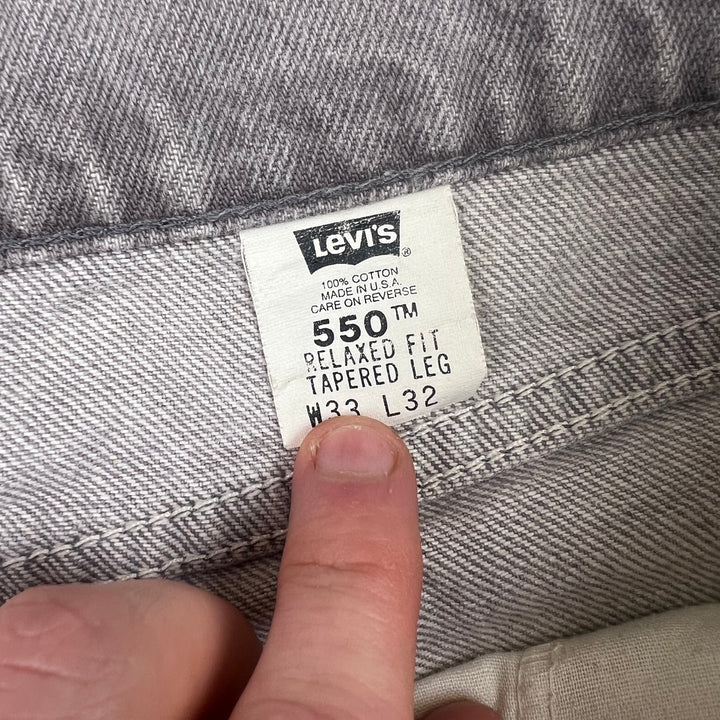 LEVI'S ®
100% COTTON
MADE IN U.S.A.
CARE ON REVERSE
550™
RELAXED FIT
TAPERED LEG
W33 L32